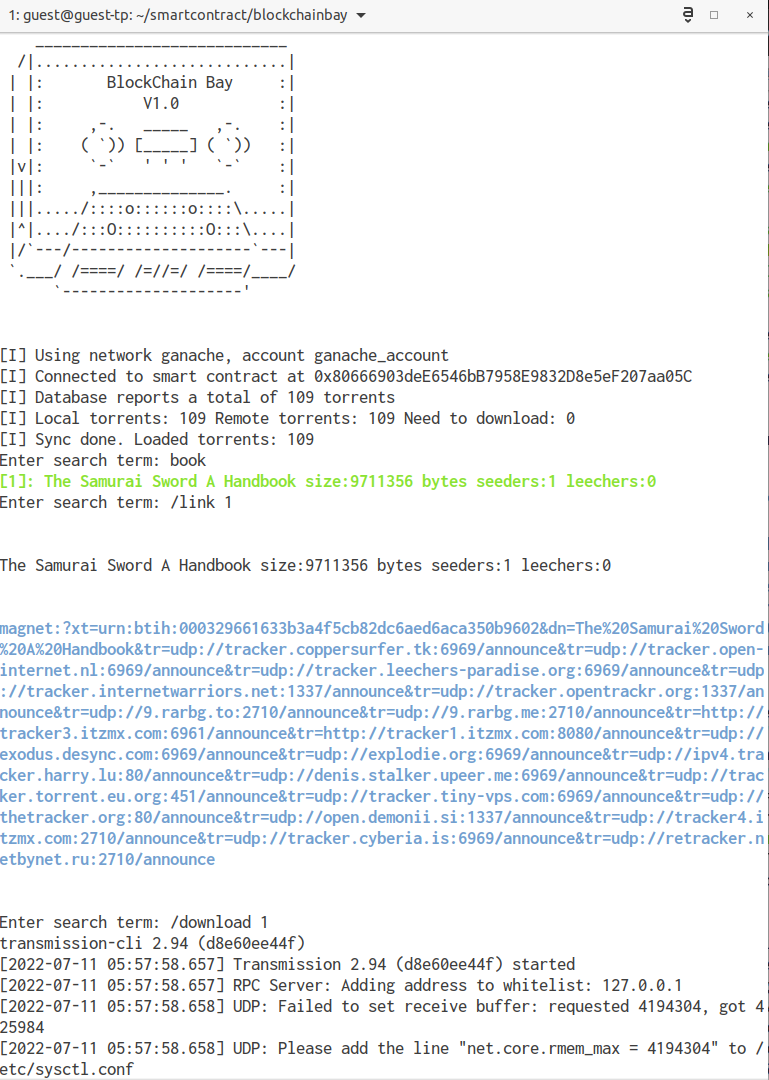 1: guest@guest-tp: ~/smartcontract/blockchainbay
   ____________________________
 /|............................|
| |:       BlockChain Bay     :|
| |:           V1.0           :|
| |:     ,-.   _____   ,-.    :|
| |:    ( `)) [_____] ( `))   :|
|v|:     `-`   ' ' '   `-`    :|
|||:     ,______________.     :|
|||...../::::o::::::o::::\.....|
|^|..../:::O::::::::::O:::\....|
|/`---/--------------------`---|
`.___/ /====/ /=//=/ /====/____/
     `--------------------'
[I] Using network ganache, account ganache_account
[I] Connected to smart contract at 0x80666903deE6546bB7958E9832D8e5eF207aa05C
[I] Database reports a total of 109 torrents
[I] Local torrents: 109 Remote torrents: 109 Need to download: 0
[I] Sync done. Loaded torrents: 109
Enter search term: book
[1]: The Samurai Sword A Handbook size:9711356 bytes seeders:1 leechers:0
Enter search term: /link 1
The Samurai Sword A Handbook size:9711356 bytes seeders:1 leechers:0
magnet:?xt=urn:btih:000329661633b3a4f5cb82dc6aed6aca350b9602&dn=The%20Samurai%20Sword
%20A%20Handbook&tr=udp://tracker.coppersurfer.tk:6969/announce&tr=udp://tracker.open-
internet.nl:6969/announce&tr=udp://tracker.leechers-paradise.org:6969/announce&tr=udp
://tracker.internetwarriors.net:1337/announce&tr=udp://tracker.opentrackr.org:1337/an
nounce&tr=udp://9.rarbg.to:2710/announce&tr=udp://9.rarbg.me:2710/announce&tr=http://
tracker3.itzmx.com:6961/announce&tr=http://tracker1.itzmx.com:8080/announce&tr=udp://
exodus.desync.com:6969/announce&tr=udp://explodie.org:6969/announce&tr=udp://ipv4.tra
cker.harry.lu:80/announce&tr=udp://denis.stalker.upeer.me:6969/announce&tr=udp://trac
ker.torrent.eu.org:451/announce&tr=udp://tracker.tiny-vps.com:6969/announce&tr=udp://
thetracker.org:80/announce&tr=udp://open.demonii.si:1337/announce&tr=udp://tracker4.i
tzmx.com:2710/announce&tr=udp://tracker.cyberia.is:6969/announce&tr=udp://retracker.n
etbynet.ru:2710/announce
Enter search term: /download 1
transmission-cli 2.94 (d8e60ee44f)
[2022-07-11 05:57:58.657] Transmission 2.94 (d8e60ee44f) started
[2022-07-11 05:57:58.657] RPC Server: Adding address to whitelist: 127.0.0.1
[2022-07-11 05:57:58.658] UDP: Failed to set receive buffer: requested 4194304, got 4
25984
[2022-07-11 05:57:58.658] UDP: Please add the line "net.core.rmem_max = 4194304" to /
etc/sysctl.conf